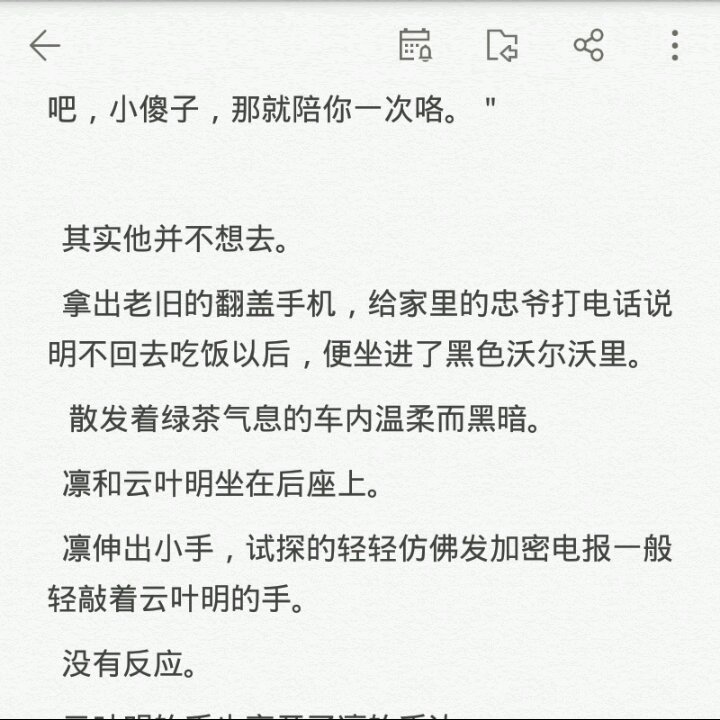 吧，小傻子，那就陪你一次咯。"
其实他并不想去。
拿出老旧的翻盖手机，给家里的忠爷打电话说
明不回去吃饭以后，便坐进了黑色沃尔沃里。
散发着绿茶气息的车内温柔而黑暗。
凛和云叶明坐在后座上。
凛伸出小手，试探的轻轻仿佛发加密电报一般
轻敲着云叶明的手。
没有反应。